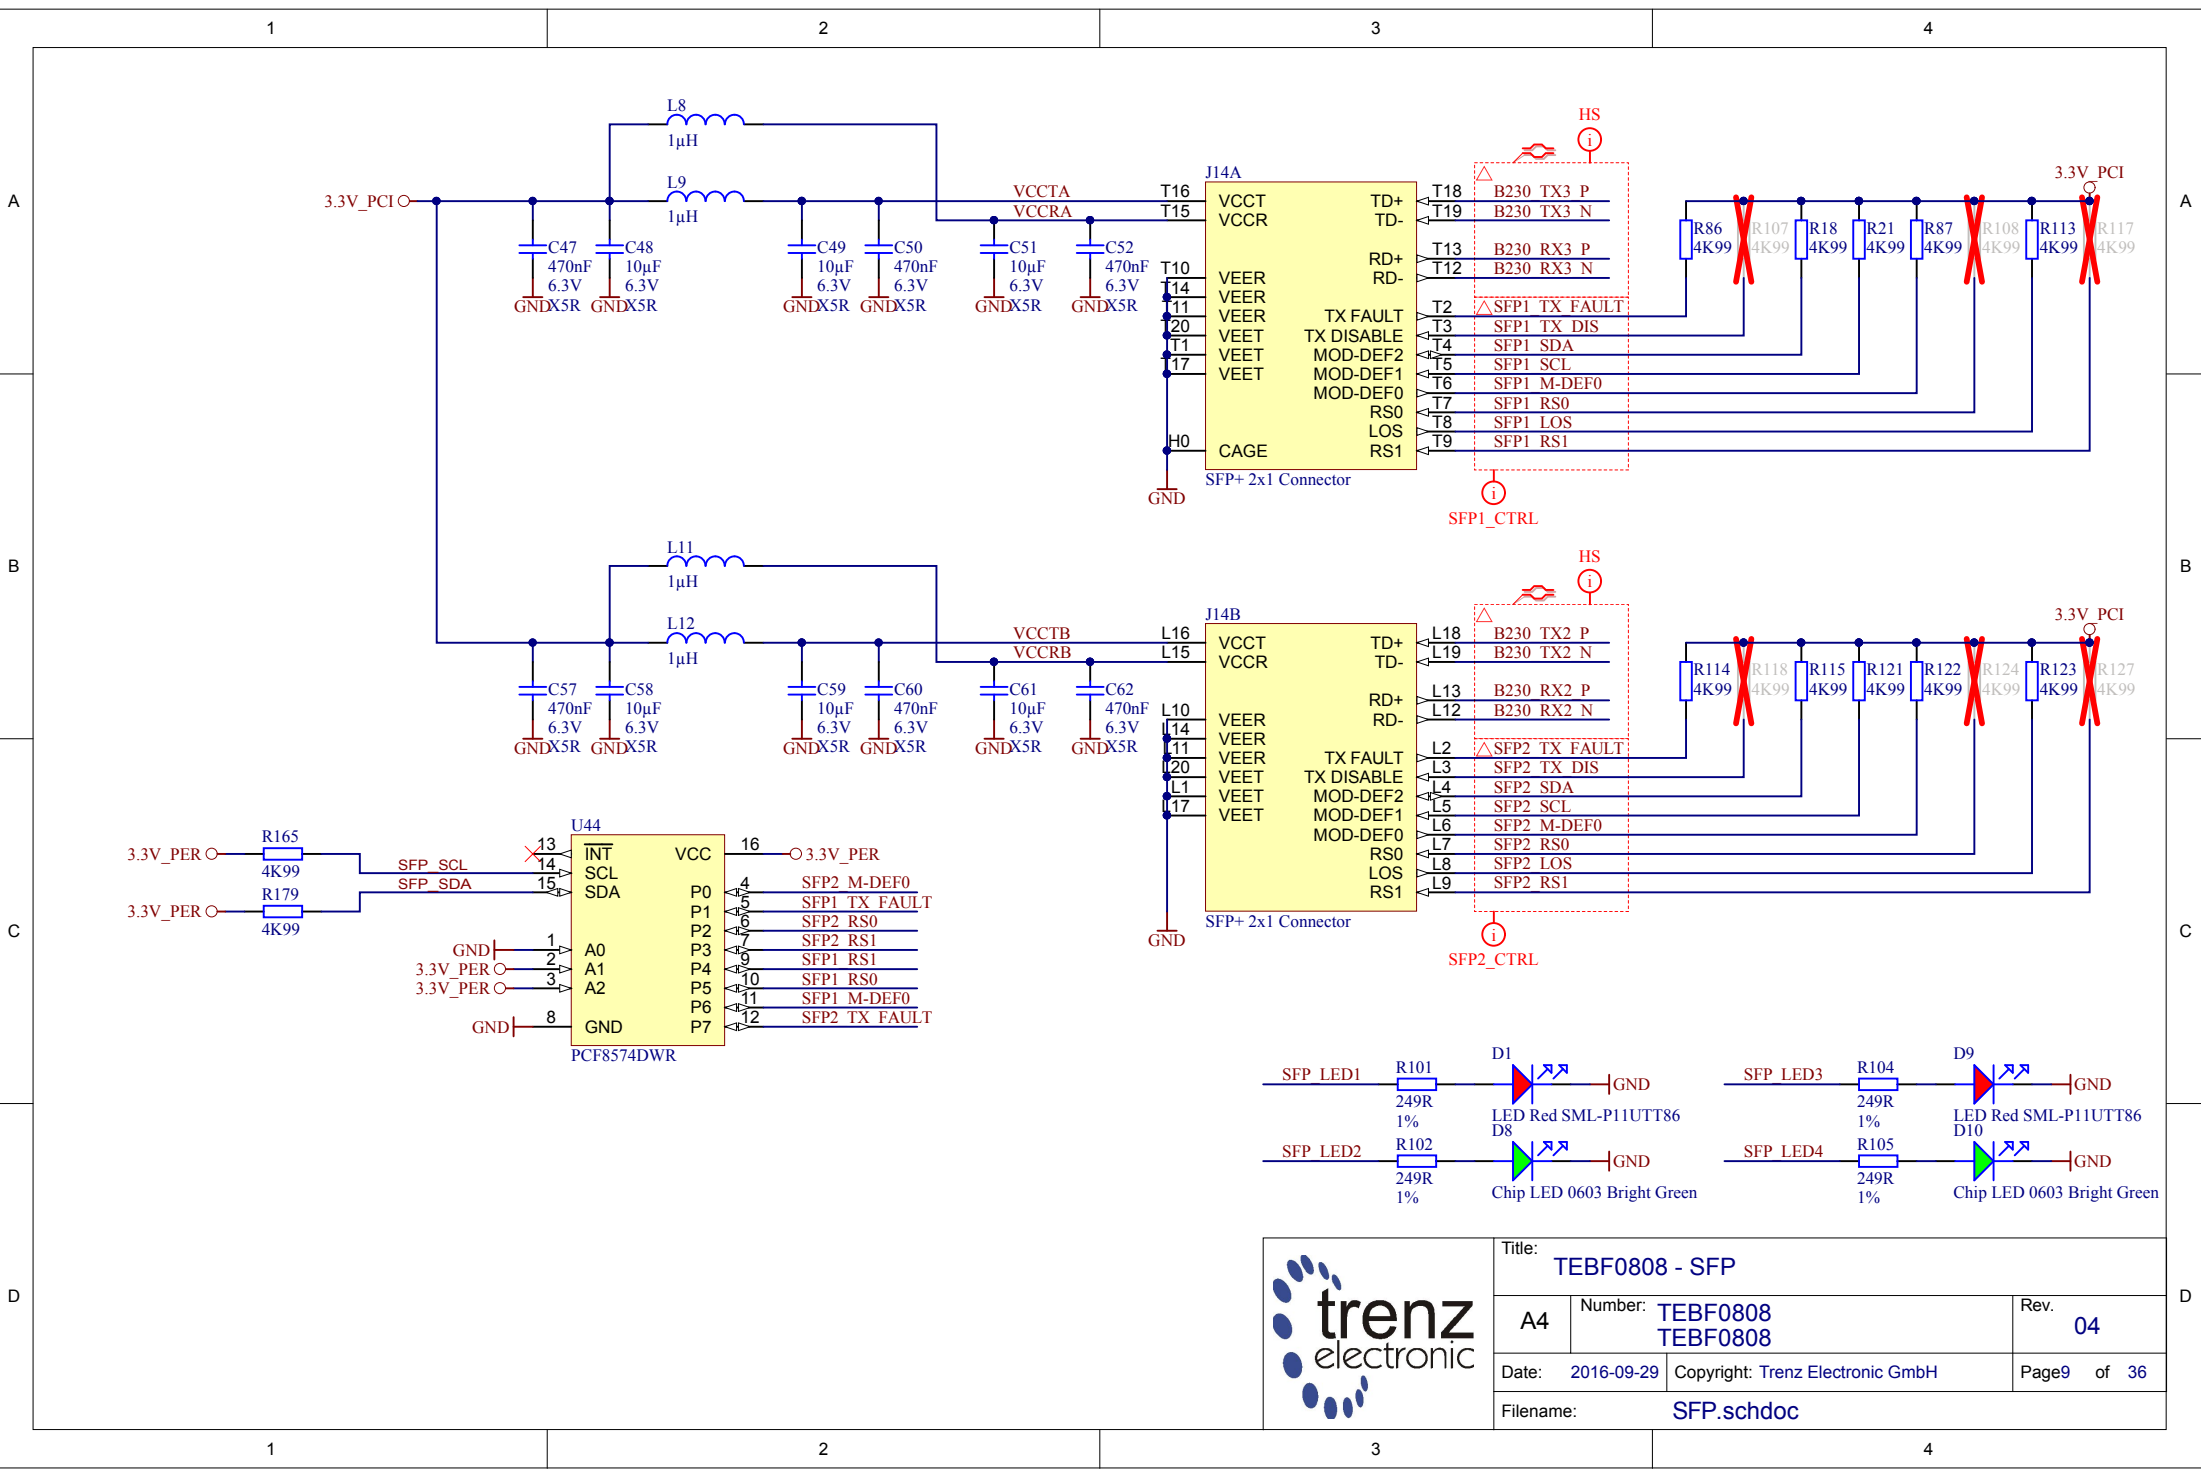 1 2 3 4
A
B
C
D
A
B
C
D
L8
1µH
L9
1µH
3.3V_PCI
C47
470nF
6.3V
X5R
GND
C48
10µF
6.3V
X5R
GND
C49
10µF
6.3V
X5R
GND
C50
470nF
6.3V
X5R
GND
C51
10µF
6.3V
X5R
GND
C52
470nF
6.3V
X5R
GND
VCCTA
VCCRA
J14A
T16 VCCT
T15 VCCR
T10 VEER
T14 VEER
T11 VEER
T20 VEET
T1 VEET
T17 VEET
H0 CAGE
GND
TD+ T18 B230_TX3_P
TD- T19 B230_TX3_N
RD+ T13 B230_RX3_P
RD- T12 B230_RX3_N
TX FAULT T2 SFP1_TX_FAULT
TX DISABLE T3 SFP1_TX_DIS
MOD-DEF2 T4 SFP1_SDA
MOD-DEF1 T5 SFP1_SCL
MOD-DEF0 T6 SFP1_M-DEF0
RS0 T7 SFP1_RS0
LOS T8 SFP1_LOS
RS1 T9 SFP1_RS1
SFP+ 2x1 Connector
HS
i
i
SFP1_CTRL
3.3V_PCI
R86
4K99
R107
4K99
R18
4K99
R21
4K99
R87
4K99
R108
4K99
R113
4K99
R117
4K99
L11
1µH
L12
1µH
C57
470nF
6.3V
X5R
GND
C58
10µF
6.3V
X5R
GND
C59
10µF
6.3V
X5R
GND
C60
470nF
6.3V
X5R
GND
C61
10µF
6.3V
X5R
GND
C62
470nF
6.3V
X5R
GND
VCCTB
VCCRB
J14B
L16 VCCT
L15 VCCR
L10 VEER
L14 VEER
L11 VEER
L20 VEET
L1 VEET
L17 VEET
GND
TD+ L18 B230_TX2_P
TD- L19 B230_TX2_N
RD+ L13 B230_RX2_P
RD- L12 B230_RX2_N
TX FAULT L2 SFP2_TX_FAULT
TX DISABLE L3 SFP2_TX_DIS
MOD-DEF2 L4 SFP2_SDA
MOD-DEF1 L5 SFP2_SCL
MOD-DEF0 L6 SFP2_M-DEF0
RS0 L7 SFP2_RS0
LOS L8 SFP2_LOS
RS1 L9 SFP2_RS1
SFP+ 2x1 Connector
HS
i
i
SFP2_CTRL
3.3V_PCI
R114
4K99
R118
4K99
R115
4K99
R121
4K99
R122
4K99
R124
4K99
R123
4K99
R127
4K99
3.3V_PER
R165
4K99
SFP_SCL
3.3V_PER
R179
4K99
SFP_SDA
U44
13 INT
14 SCL
15 SDA
GND 1 A0
3.3V_PER 2 A1
3.3V_PER 3 A2
GND 8 GND
VCC 16 3.3V_PER
P0 4 SFP2_M-DEF0
P1 5 SFP1_TX_FAULT
P2 6 SFP2_RS0
P3 7 SFP2_RS1
P4 9 SFP1_RS1
P5 10 SFP1_RS0
P6 11 SFP1_M-DEF0
P7 12 SFP2_TX_FAULT
PCF8574DWR
SFP_LED1
R101
249R
1%
D1
GND
LED Red SML-P11UTT86
SFP_LED2
R102
249R
1%
D8
GND
Chip LED 0603 Bright Green
SFP_LED3
R104
249R
1%
D9
GND
LED Red SML-P11UTT86
SFP_LED4
R105
249R
1%
D10
GND
Chip LED 0603 Bright Green
trenz
electronic
Title:
TEBF0808 - SFP
A4
Number: TEBF0808
TEBF0808
Rev.
04
Date: 2016-09-29
Copyright: Trenz Electronic GmbH
Page9 of 36
Filename: SFP.schdoc
1 2 3 4